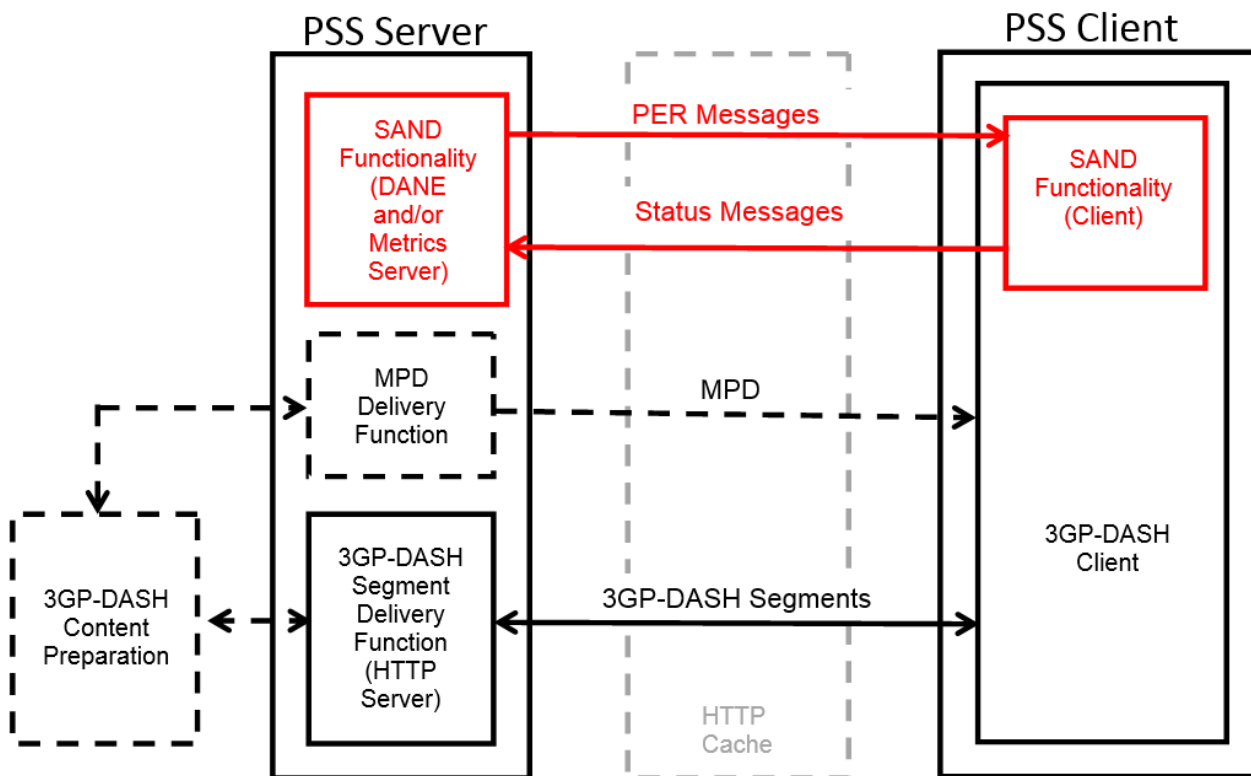 PSS Server
PSS Client
SAND
Functionality
(DANE
and/or
Metrics
Server)
PER Messages
Status Messages
SAND
Functionality
(Client)
MPD
Delivery
Function
MPD
3GP-DASH
Content
Preparation
3GP-DASH
Segment
Delivery
Function
(HTTP
Server)
3GP-DASH Segments
3GP-DASH
Client
HTTP
Cache